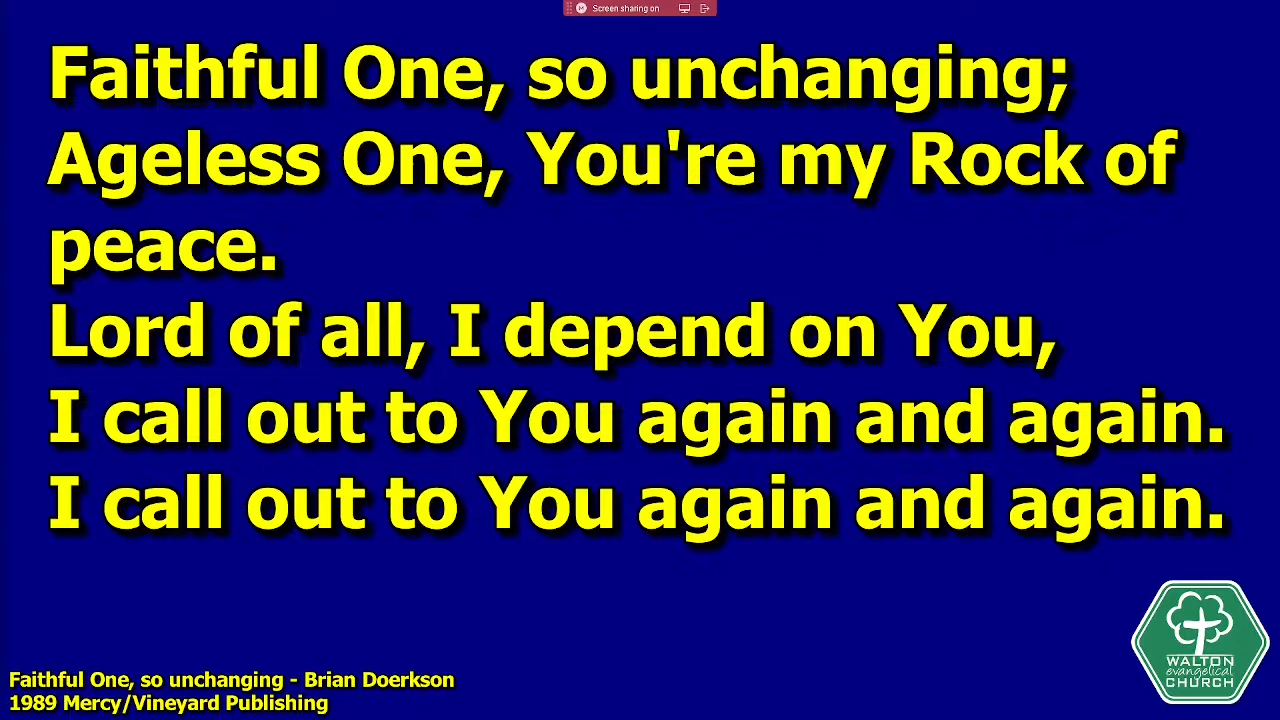 Screen sharing on
Faithful One, so unchanging;
Ageless One, You're my Rock of
peace.
Lord of all, I depend on You,
I call out to You again and again.
I call out to You again and again.
WALTON
evangelical
CHURCH
Faithful One, so unchanging - Brian Doerkson
1989 Mercy/Vineyard Publishing